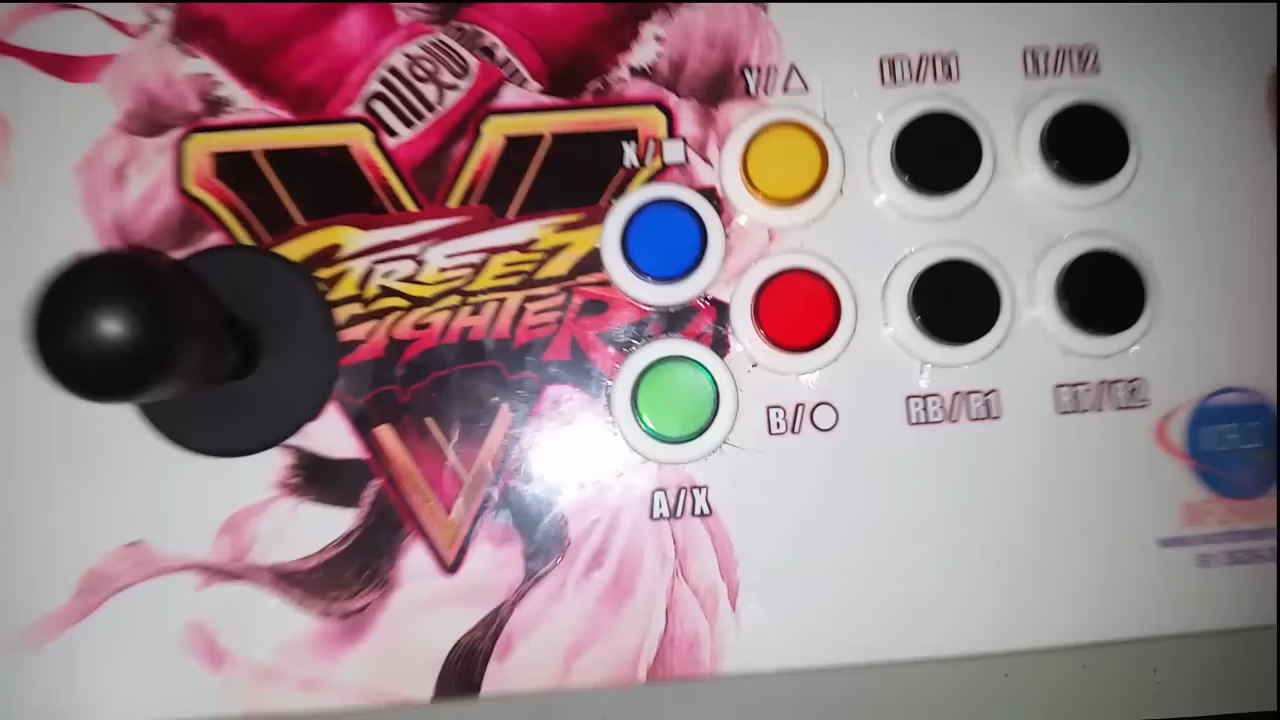 Y/△
LB/L1
LT/L2
X/■
STREET
FIGHTER
V
B/○
RB/R1
RT/R2
A/X